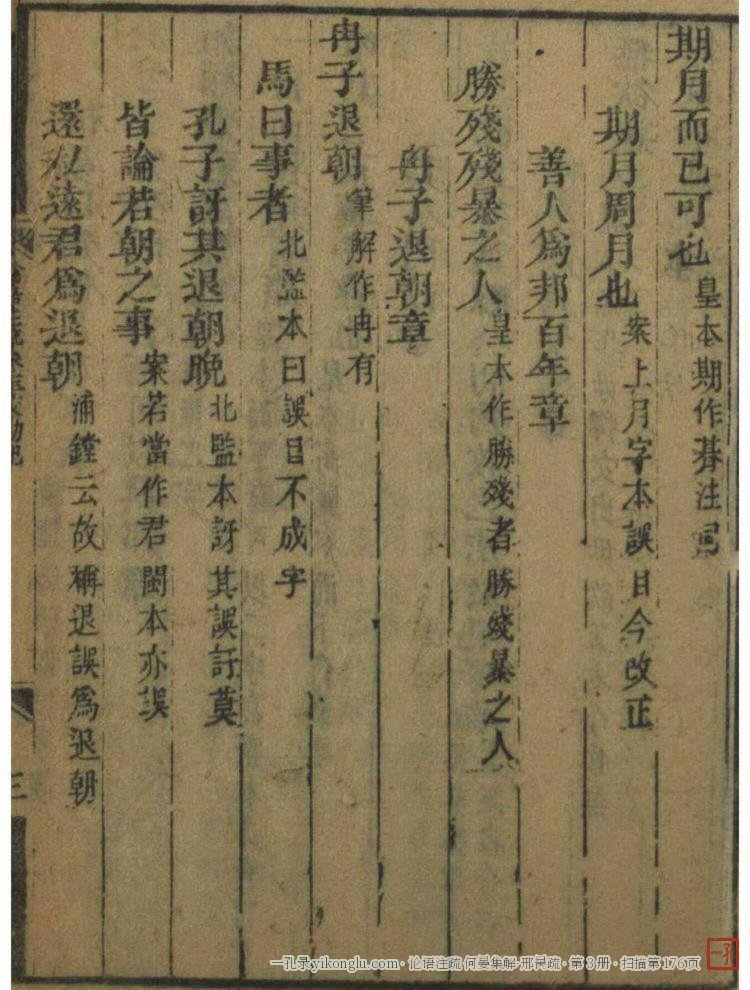 期月而已可也 皇本期作朞注同
期月周月也 案上月字本誤日今改正
善人為邦百年章
勝殘殘暴之人 皇本作勝殘者勝殘暴之人
冉子退朝章
冉子退朝 筆解作冉有
馬曰事者 北監本曰誤目不成字
孔子訝其退朝晚 北監本訝其誤訝莫
皆論若朝之事 案若當作君閩本亦誤
還私遠君為退朝 浦鏜云故稱退誤為退朝
三
一孔录yikonglu.com · 论语注疏 何晏集解 邢昺疏 · 第 3 册 · 扫描第176页